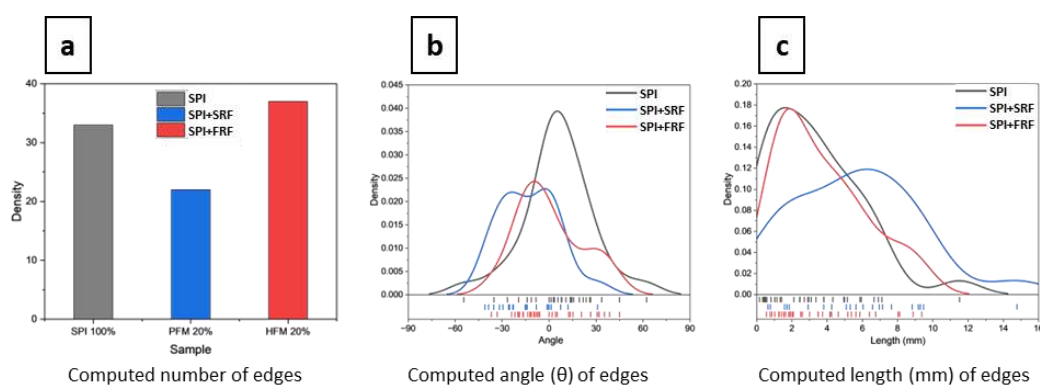 a
40
30
20
10
0
Density
SPI
SPI+SRF
SPI+FRF
SPI 100%
PFM 20%
HFM 20%
Sample
Computed number of edges
b
0.045
0.040
0.035
0.030
0.025
0.020
0.015
0.010
0.005
0.000
Density
SPI
SPI+SRF
SPI+FRF
−90
−60
−30
0
30
60
90
Angle
Computed angle (θ) of edges
c
0.20
0.18
0.16
0.14
0.12
0.10
0.08
0.06
0.04
0.02
0.00
Density
SPI
SPI+SRF
SPI+FRF
0
2
4
6
8
10
12
14
16
Length (mm)
Computed length (mm) of edges